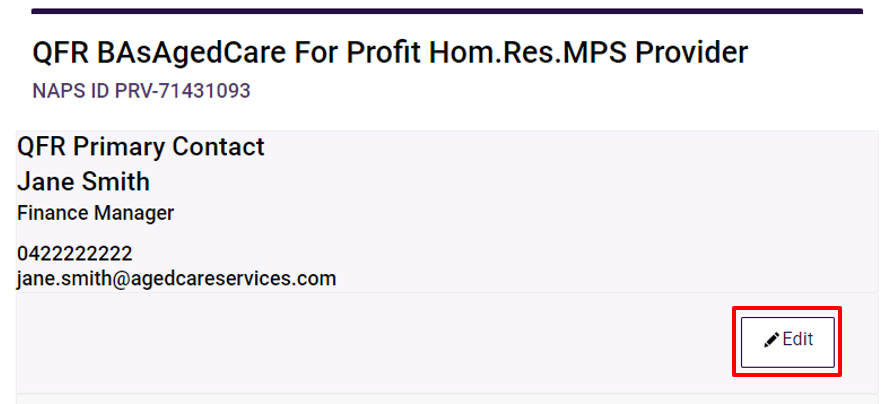 QFR BAsAgedCare For Profit Hom.Res.MPS Provider
NAPS ID PRV-71431093
QFR Primary Contact
Jane Smith
Finance Manager
0422222222
jane.smith@agedcareservices.com
Edit